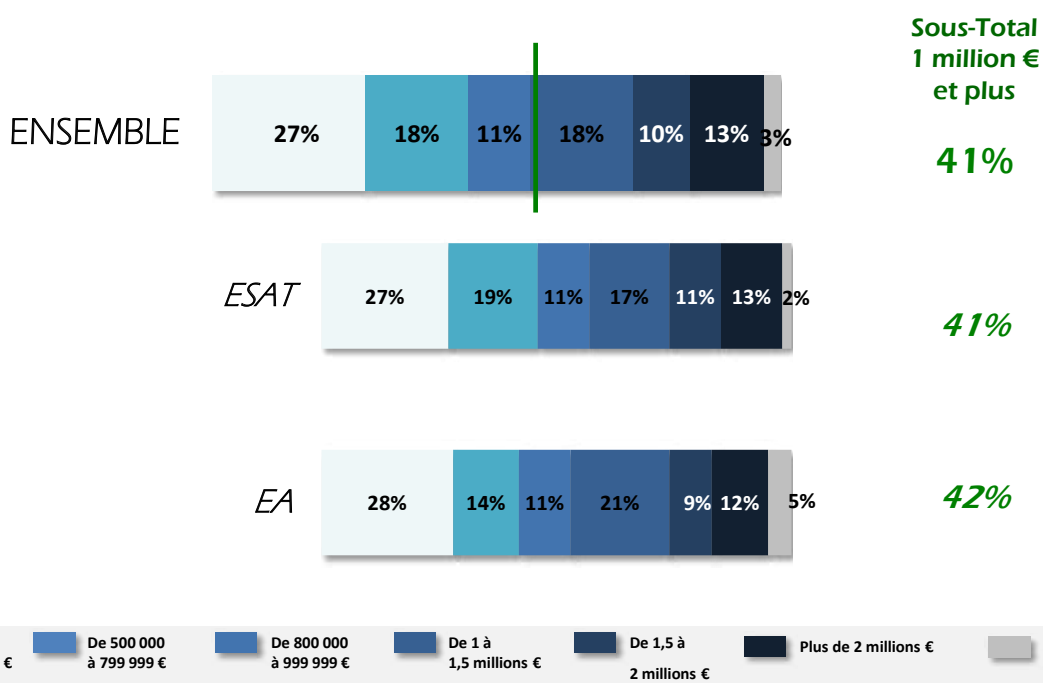 Sous-Total
1 million €
et plus
ENSEMBLE
27% 18% 11% 18% 10% 13% 3%
41%
ESAT
27% 19% 11% 17% 11% 13% 2%
41%
EA
28% 14% 11% 21% 9% 12% 5%
42%
€
De 500 000
à 799 999 €
De 800 000
à 999 999 €
De 1 à
1,5 millions €
De 1,5 à
2 millions €
Plus de 2 millions €